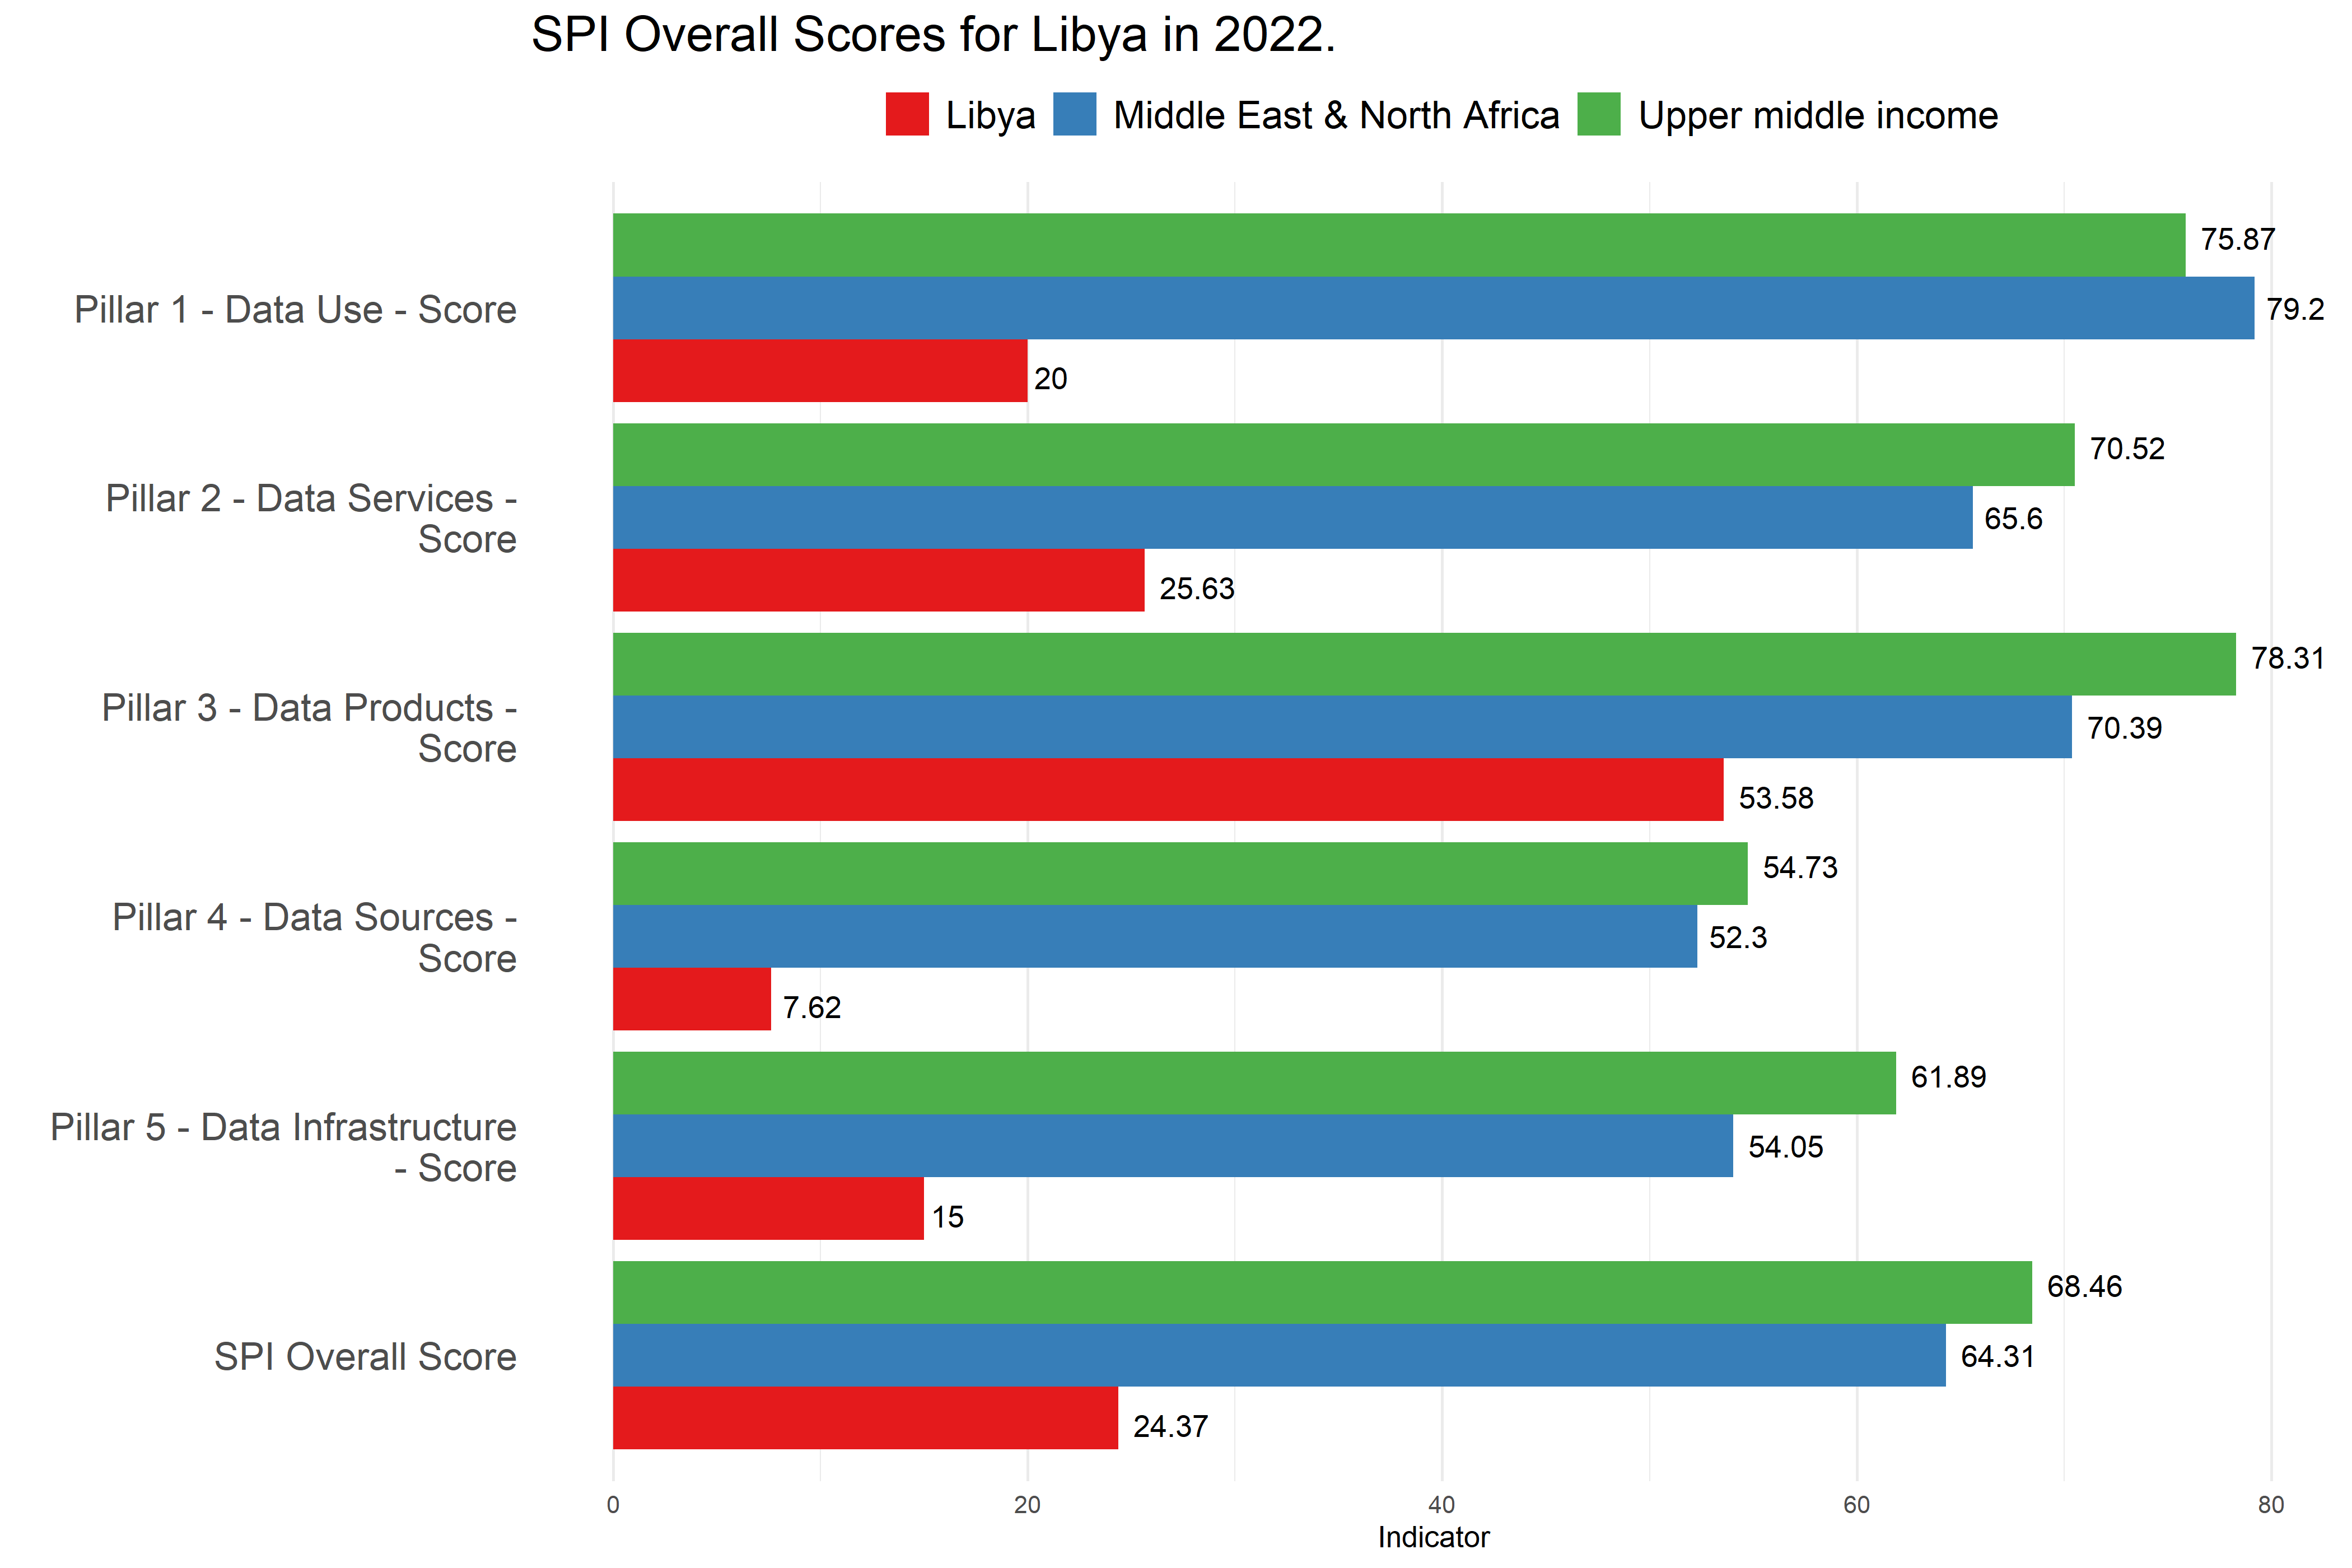 SPI Overall Scores for Libya in 2022.
Libya Middle East & North Africa Upper middle income
Pillar 1 - Data Use - Score
75.87
79.2
20
Pillar 2 - Data Services -
Score
70.52
65.6
25.63
Pillar 3 - Data Products -
Score
78.31
70.39
53.58
Pillar 4 - Data Sources -
Score
54.73
52.3
7.62
Pillar 5 - Data Infrastructure
- Score
61.89
54.05
15
SPI Overall Score
68.46
64.31
24.37
0 20 40 60 80
Indicator